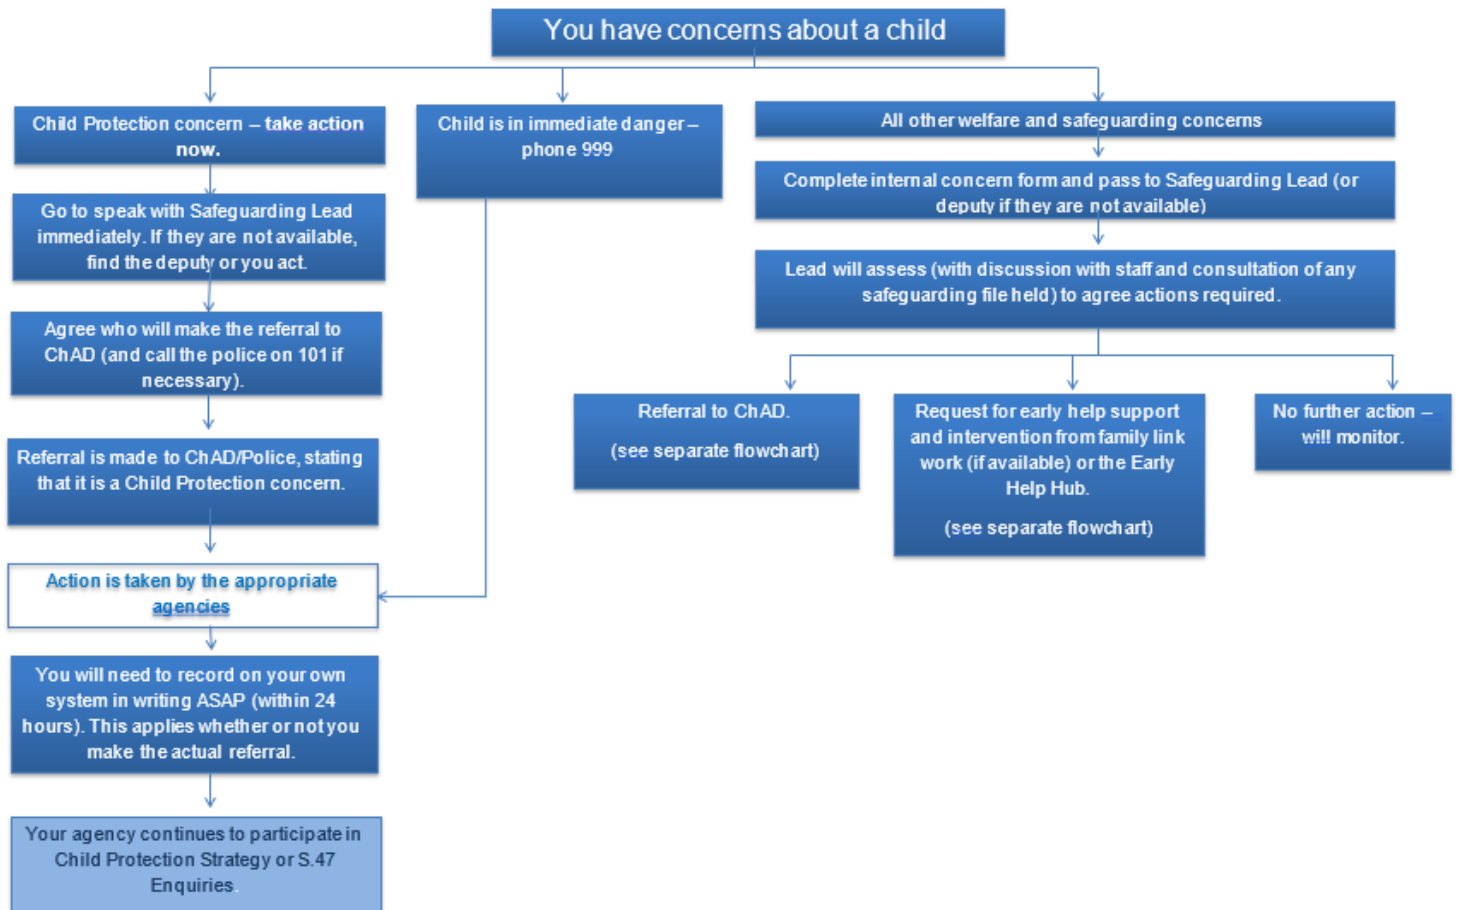 You have concerns about a child
Child Protection concern – take action
now.
Go to speak with Safeguarding Lead
immediately. If they are not available,
find the deputy or you act.
Agree who will make the referral to
ChAD (and call the police on 101 if
necessary).
Referral is made to ChAD/Police, stating
that it is a Child Protection concern.
Action is taken by the appropriate
agencies
You will need to record on your own
system in writing ASAP (within 24
hours). This applies whether or not you
make the actual referral.
Your agency continues to participate in
Child Protection Strategy or S.47
Enquiries.
Child is in immediate danger –
phone 999
All other welfare and safeguarding concerns
Complete internal concern form and pass to Safeguarding Lead (or
deputy if they are not available)
Lead will assess (with discussion with staff and consultation of any
safeguarding file held) to agree actions required.
Referral to ChAD.
(see separate flowchart)
Request for early help support
and intervention from family link
work (if available) or the Early
Help Hub.
(see separate flowchart)
No further action –
will monitor.